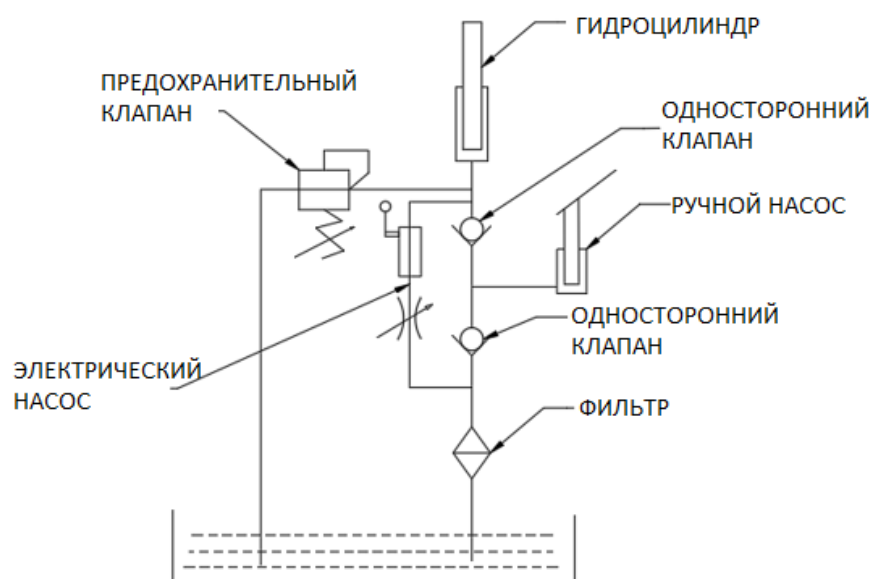 ГИДРОЦИЛИНДР
ПРЕДОХРАНИТЕЛЬНЫЙ
КЛАПАН
ОДНОСТОРОННИЙ
КЛАПАН
РУЧНОЙ НАСОС
ОДНОСТОРОННИЙ
КЛАПАН
ЭЛЕКТРИЧЕСКИЙ
НАСОС
ФИЛЬТР